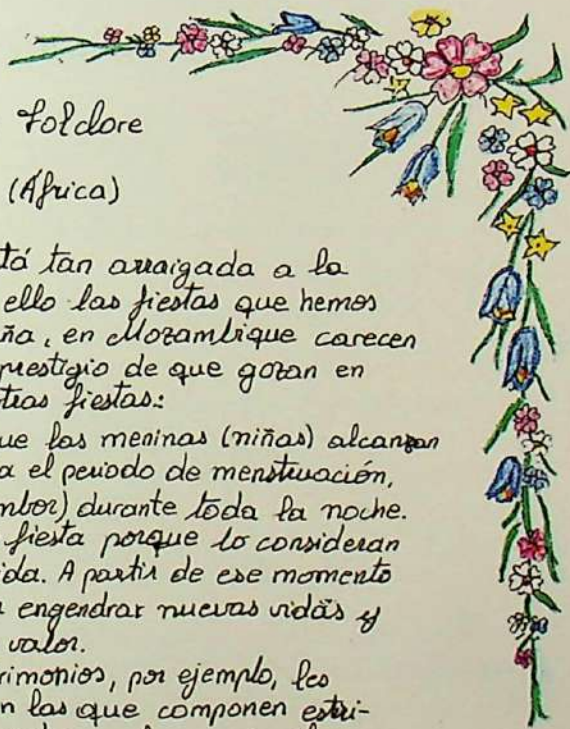 Folclore
(África)
tá tan arraigada a la
ello las fiestas que hemos
ña, en Mozambique carecen
prestigio de que gozan en
tras fiestas:
ue las meninas (niñas) alcanzan
a el periodo de menstruación,
mbor) durante toda la noche.
fiesta porque lo consideran
ida. A partir de ese momento
engendrar nuevas vidas y
valor.
rimonios, por ejemplo, les
n las que componen estri-